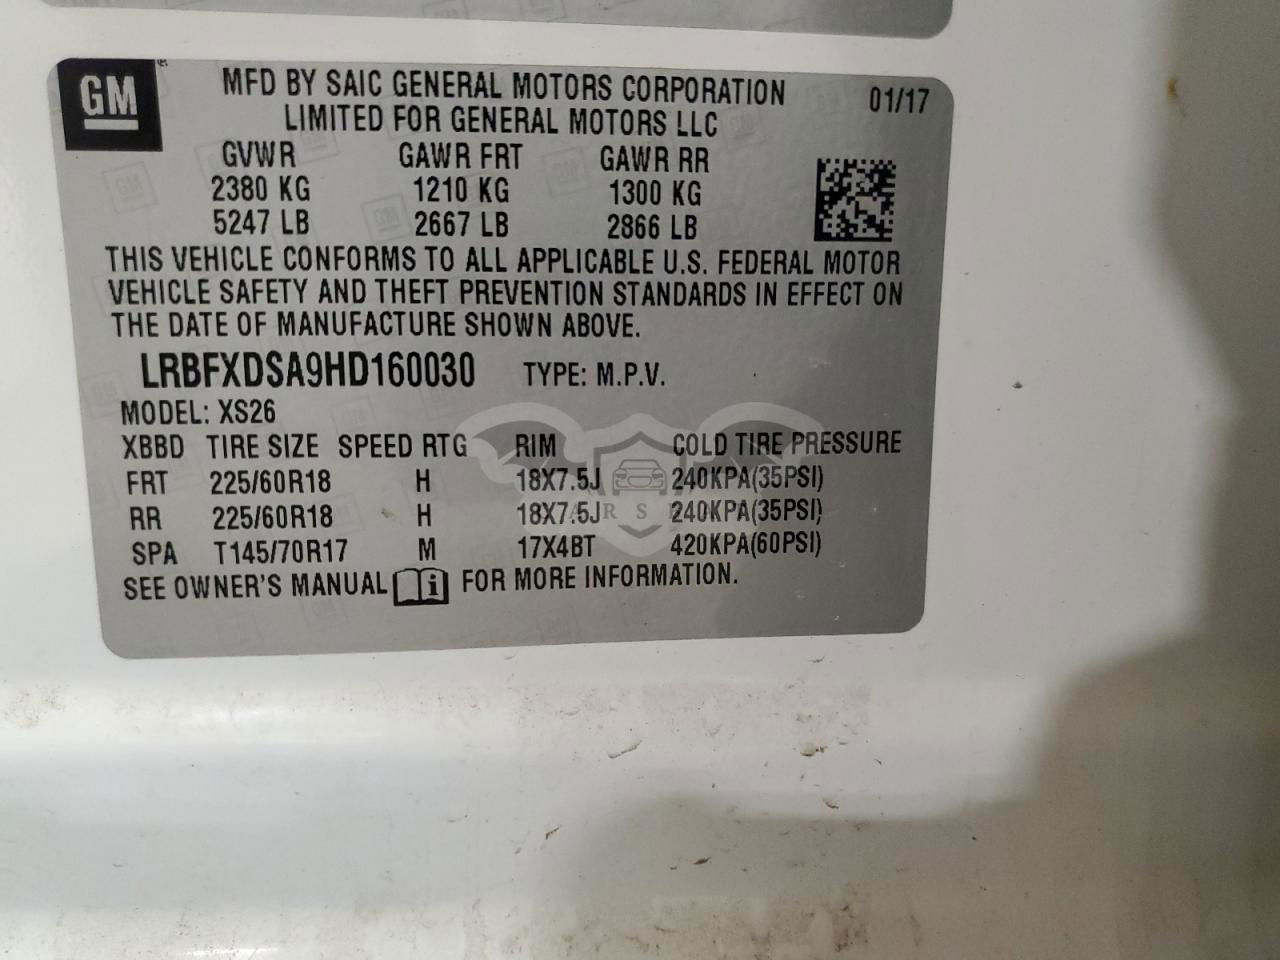 GM MFD BY SAIC GENERAL MOTORS CORPORATION 01/17
LIMITED FOR GENERAL MOTORS LLC
GVWR GAWR FRT GAWR RR
2380 KG 1210 KG 1300 KG
5247 LB 2667 LB 2866 LB
THIS VEHICLE CONFORMS TO ALL APPLICABLE U.S. FEDERAL MOTOR
VEHICLE SAFETY AND THEFT PREVENTION STANDARDS IN EFFECT ON
THE DATE OF MANUFACTURE SHOWN ABOVE.
LRBFXDSA9HD160030 TYPE: M.P.V.
MODEL: XS26
XBBD TIRE SIZE SPEED RTG RIM COLD TIRE PRESSURE
FRT 225/60R18 H 18X7.5J 240KPA(35PSI)
RR 225/60R18 H 18X7.5J 240KPA(35PSI)
SPA T145/70R17 M 17X4BT 420KPA(60PSI)
SEE OWNER'S MANUAL FOR MORE INFORMATION.